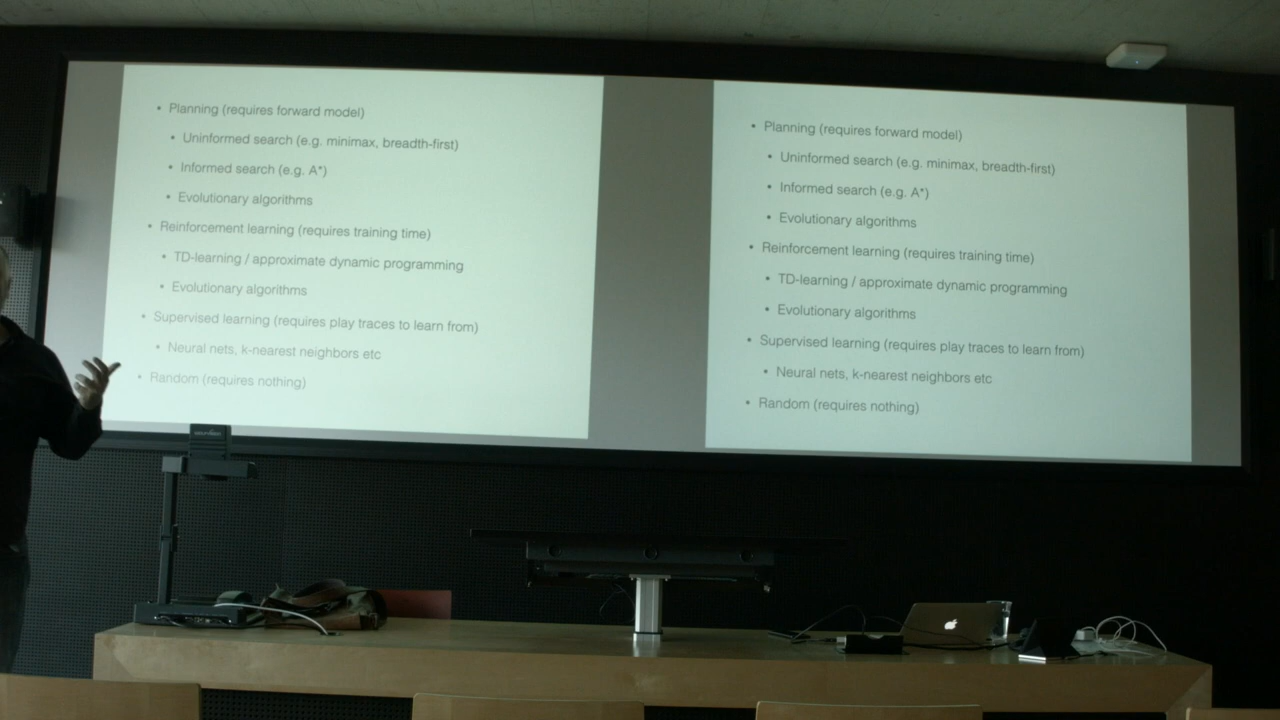 • Planning (requires forward model)
• Uninformed search (e.g. minimax, breadth-first)
• Informed search (e.g. A*)
• Evolutionary algorithms
• Reinforcement learning (requires training time)
• TD-learning / approximate dynamic programming
• Evolutionary algorithms
• Supervised learning (requires play traces to learn from)
• Neural nets, k-nearest neighbors etc
• Random (requires nothing)
• Planning (requires forward model)
• Uninformed search (e.g. minimax, breadth-first)
• Informed search (e.g. A*)
• Evolutionary algorithms
• Reinforcement learning (requires training time)
• TD-learning / approximate dynamic programming
• Evolutionary algorithms
• Supervised learning (requires play traces to learn from)
• Neural nets, k-nearest neighbors etc
• Random (requires nothing)